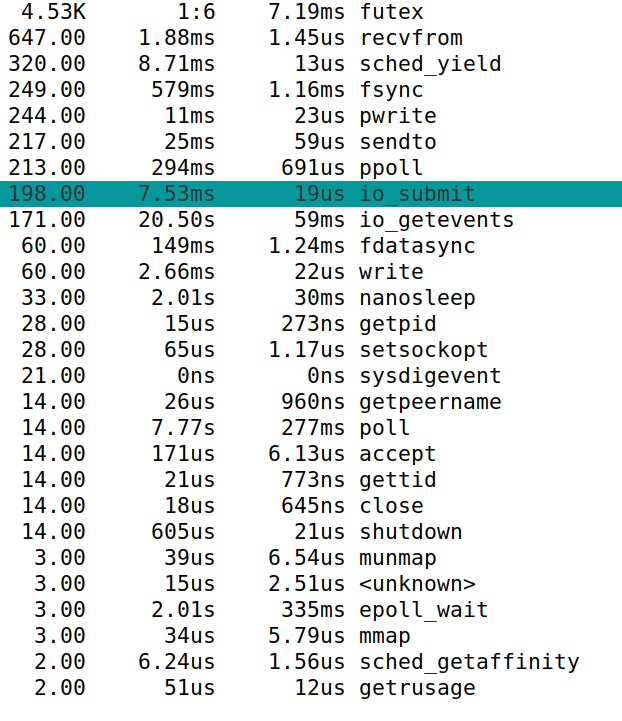 4.53K 1:6 7.19ms futex
647.00 1.88ms 1.45us recvfrom
320.00 8.71ms 13us sched_yield
249.00 579ms 1.16ms fsync
244.00 11ms 23us pwrite
217.00 25ms 59us sendto
213.00 294ms 691us ppoll
198.00 7.53ms 19us io_submit
171.00 20.50s 59ms io_getevents
60.00 149ms 1.24ms fdatasync
60.00 2.66ms 22us write
33.00 2.01s 30ms nanosleep
28.00 15us 273ns getpid
28.00 65us 1.17us setsockopt
21.00 0ns 0ns sysdigevent
14.00 26us 960ns getpeername
14.00 7.77s 277ms poll
14.00 171us 6.13us accept
14.00 21us 773ns gettid
14.00 18us 645ns close
14.00 605us 21us shutdown
3.00 39us 6.54us munmap
3.00 15us 2.51us <unknown>
3.00 2.01s 335ms epoll_wait
3.00 34us 5.79us mmap
2.00 6.24us 1.56us sched_getaffinity
2.00 51us 12us getrusage